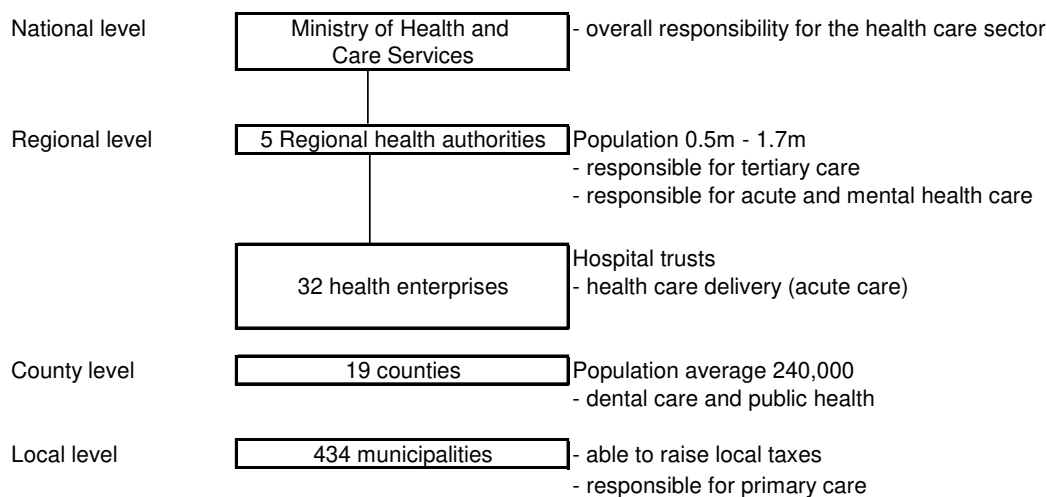 National level
Ministry of Health and
Care Services
- overall responsibility for the health care sector
Regional level
5 Regional health authorities
Population 0.5m - 1.7m
- responsible for tertiary care
- responsible for acute and mental health care
32 health enterprises
Hospital trusts
- health care delivery (acute care)
County level
19 counties
Population average 240,000
- dental care and public health
Local level
434 municipalities
- able to raise local taxes
- responsible for primary care